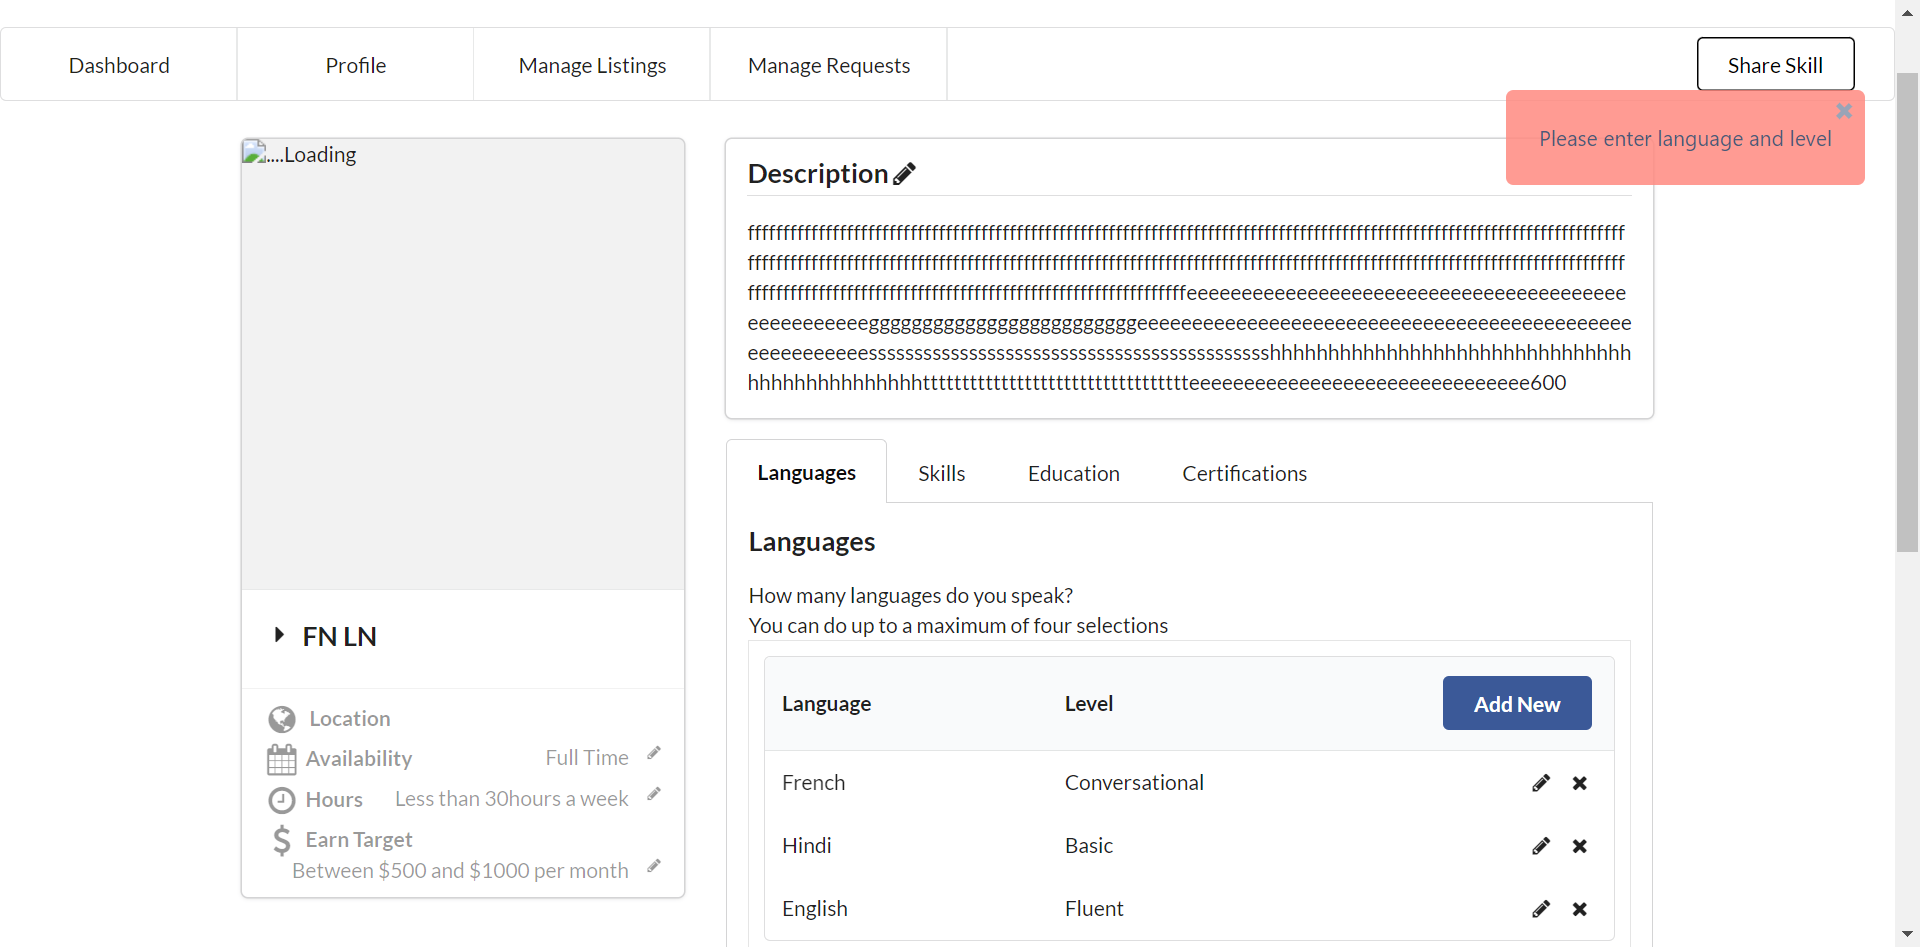 Dashboard
Profile
Manage Listings
Manage Requests
Share Skill
Please enter language and level
....Loading
FN LN
Location
Availability
Full Time
Hours
Less than 30hours a week
Earn Target
Between $500 and $1000 per month
Description
Languages
Skills
Education
Certifications
Languages
How many languages do you speak?
You can do up to a maximum of four selections
Language
Level
Add New
French
Conversational
Hindi
Basic
English
Fluent